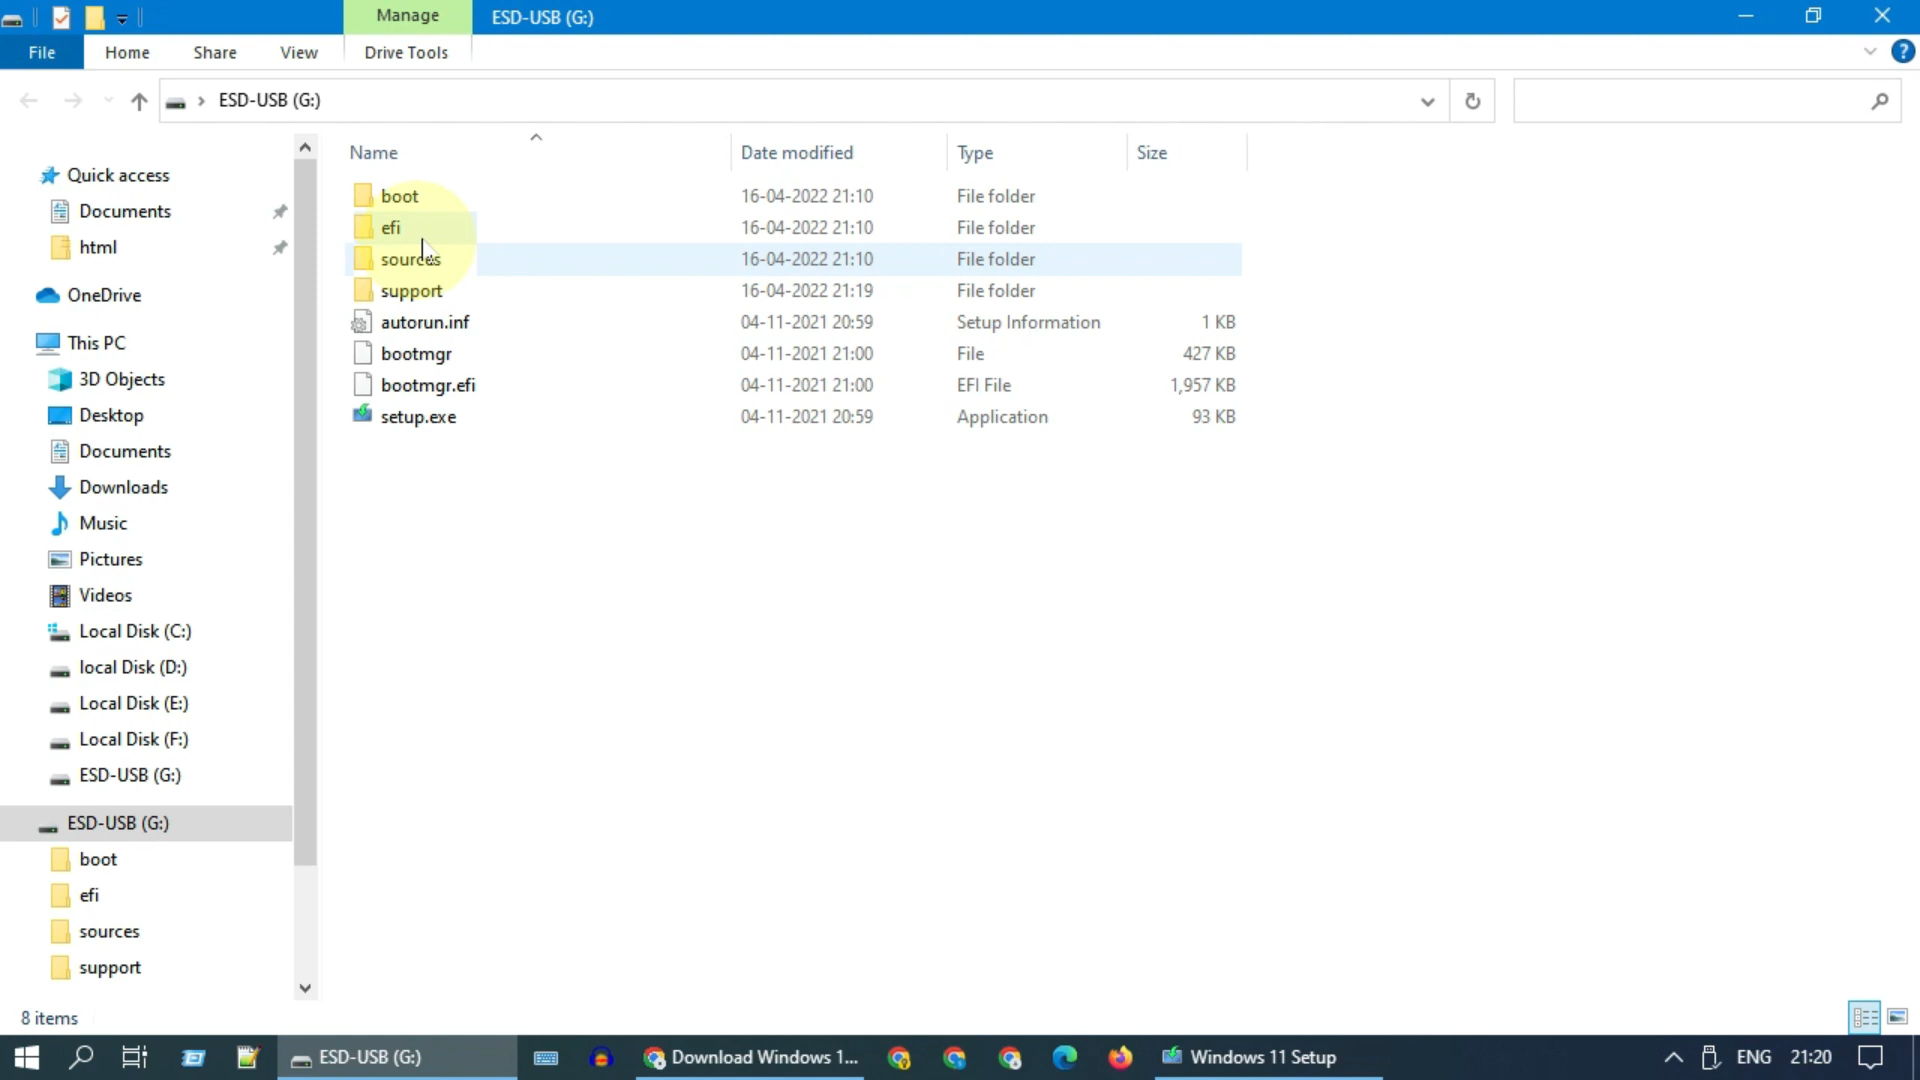 Manage
ESD-USB (G:)
File
Home
Share
View
Drive Tools
?
ESD-USB (G:)
Name
Date modified
Type
Size
Quick access
Documents
html
OneDrive
This PC
3D Objects
Desktop
Documents
Downloads
Music
Pictures
Videos
Local Disk (C:)
local Disk (D:)
Local Disk (E:)
Local Disk (F:)
ESD-USB (G:)
ESD-USB (G:)
boot
efi
sources
support
boot 16-04-2022 21:10 File folder
efi 16-04-2022 21:10 File folder
sources 16-04-2022 21:10 File folder
support 16-04-2022 21:19 File folder
autorun.inf 04-11-2021 20:59 Setup Information 1 KB
bootmgr 04-11-2021 21:00 File 427 KB
bootmgr.efi 04-11-2021 21:00 EFI File 1,957 KB
setup.exe 04-11-2021 20:59 Application 93 KB
8 items
ESD-USB (G:)
Download Windows 1...
Windows 11 Setup
ENG
21:20